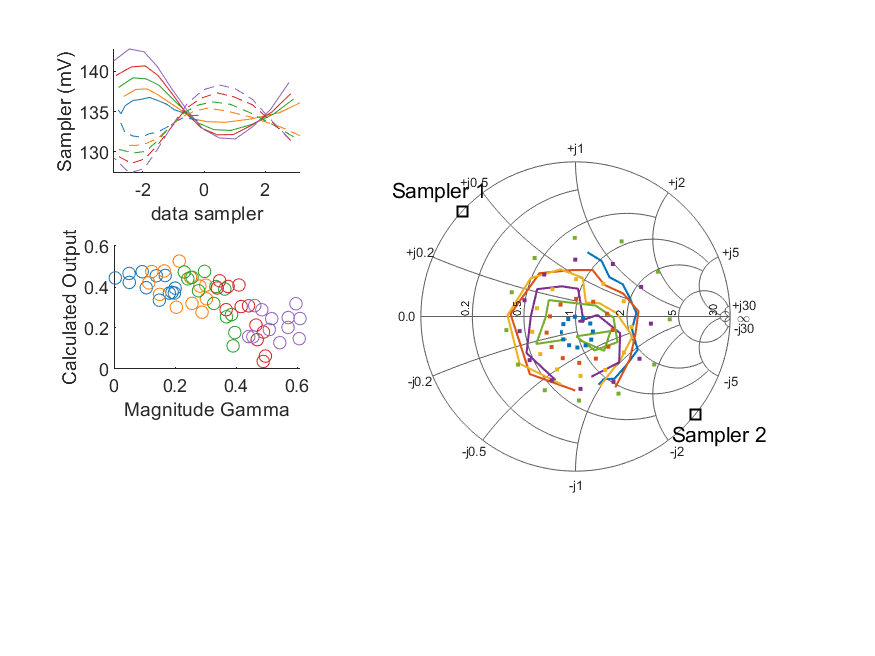 140
135
130
Sampler (mV)
-2
0
2
data sampler
0.6
0.4
0.2
0
Calculated Output
0
0.2
0.4
0.6
Magnitude Gamma
+j1
+j0.5
+j2
Sampler 1
+j0.2
+j5
0.0
0.2
0.5
1
2
5
30
+j30
∞
-j30
-j0.2
-j5
Sampler 2
-j0.5
-j2
-j1